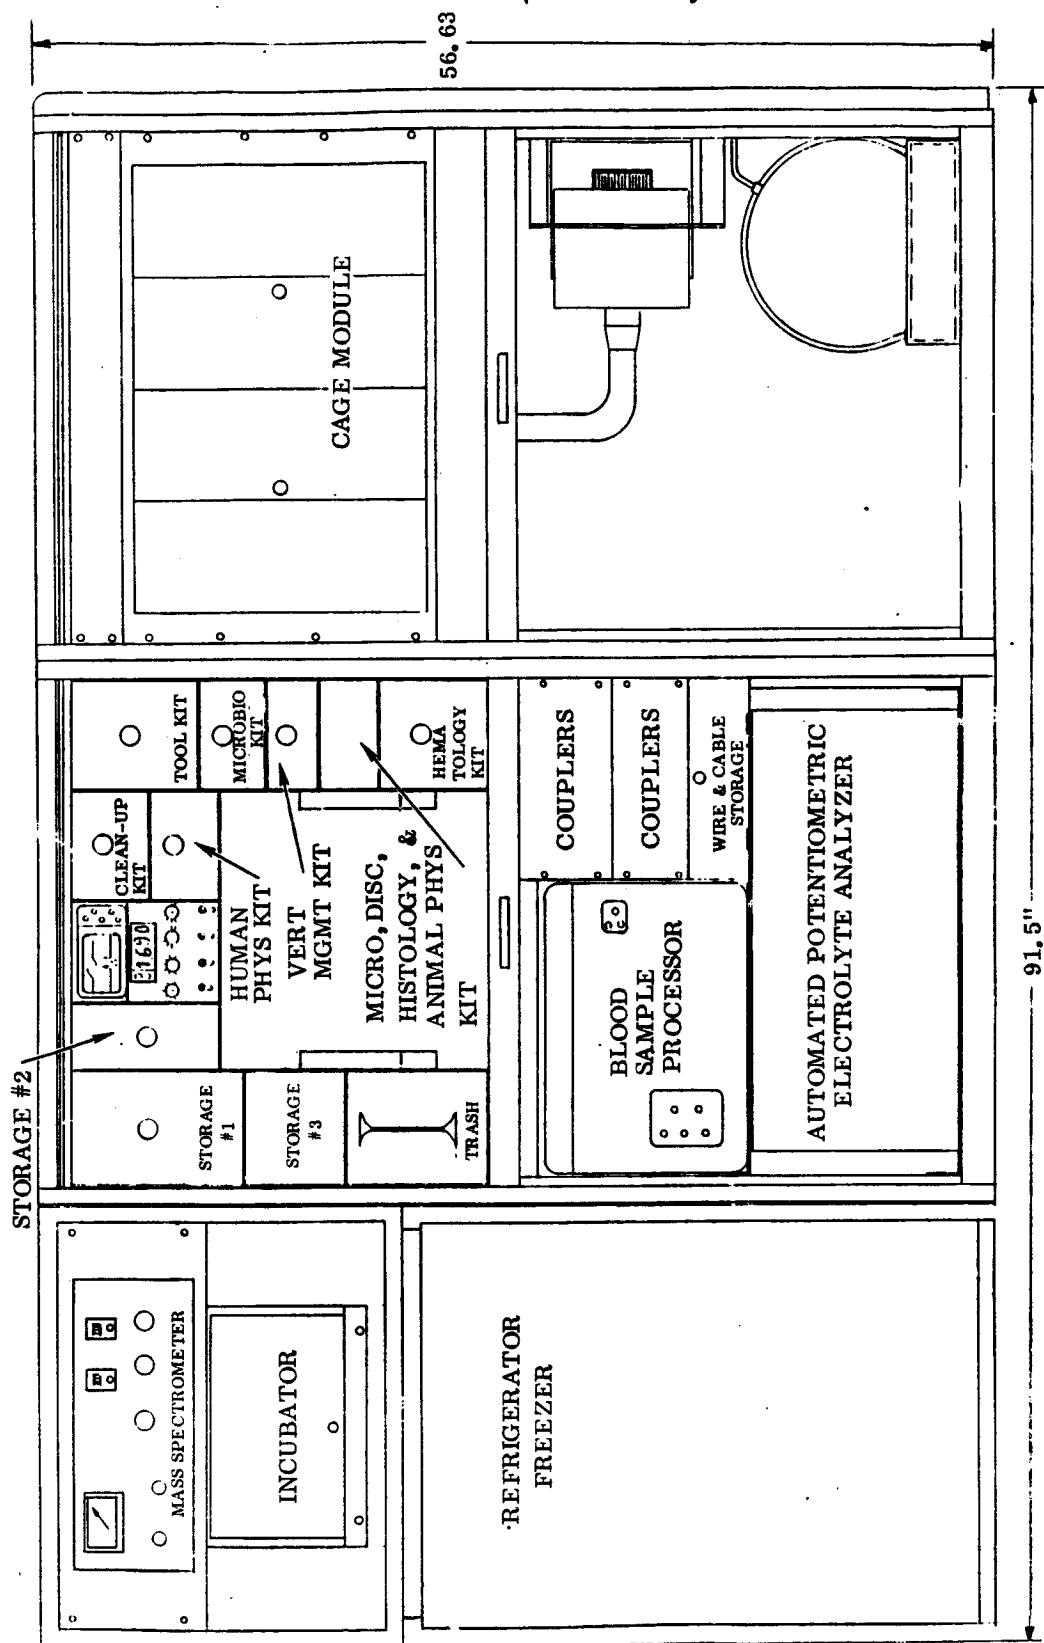 56.63
CAGE MODULE
STORAGE #2
TOOL KIT
MICROBIO
KIT
HEMA
TOLOGY
KIT
CLEAN-UP
KIT
1690
HUMAN
PHYS KIT
VERT
MGMT KIT
MICRO, DISC,
HISTOLOGY, &
ANIMAL PHYS
KIT
STORAGE
#1
STORAGE
#3
TRASH
COUPLERS
COUPLERS
WIRE & CABLE
STORAGE
BLOOD
SAMPLE
PROCESSOR
AUTOMATED POTENTIOMETRIC
ELECTROLYTE ANALYZER
MASS SPECTROMETER
INCUBATOR
REFRIGERATOR
FREEZER
91.5"